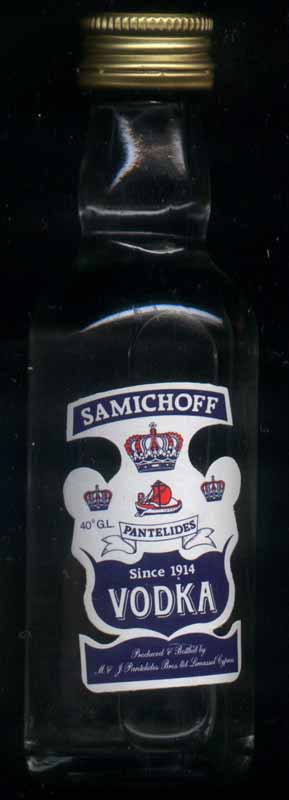 SAMICHOFF
40° G.L.
PANTELIDES
Since 1914
VODKA
Produced & Bottled by
M. & J. Pantelides Bros ltd Limassol Cyprus